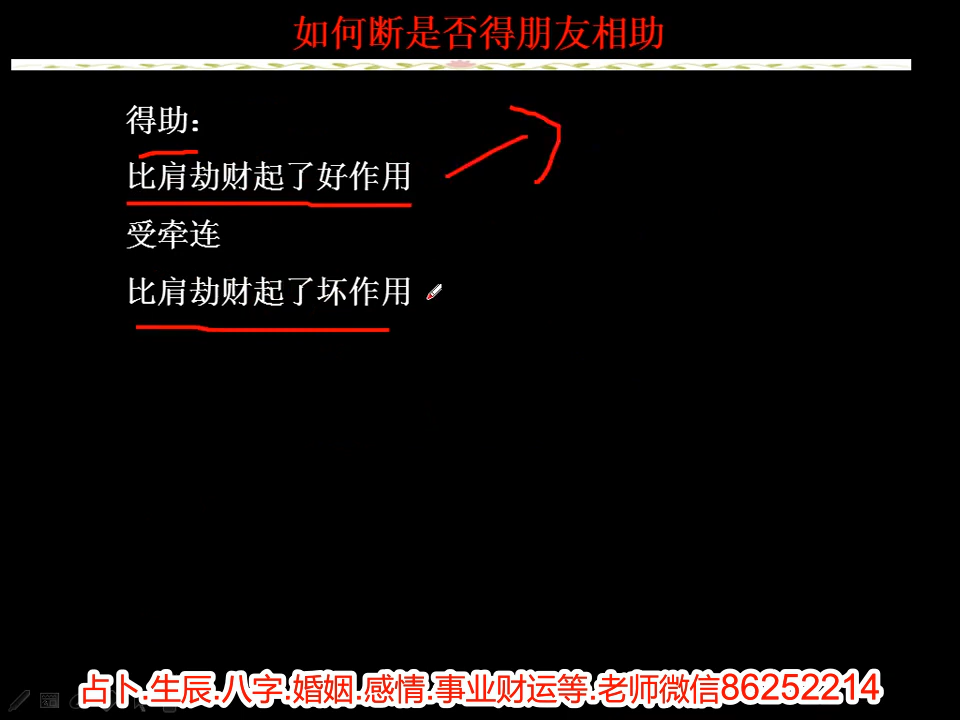 如何断是否得朋友相助
得助：
比肩劫财起了好作用
受牵连
比肩劫财起了坏作用
占卜.生辰.八字.婚姻.感情.事业财运等.老师微信86252214